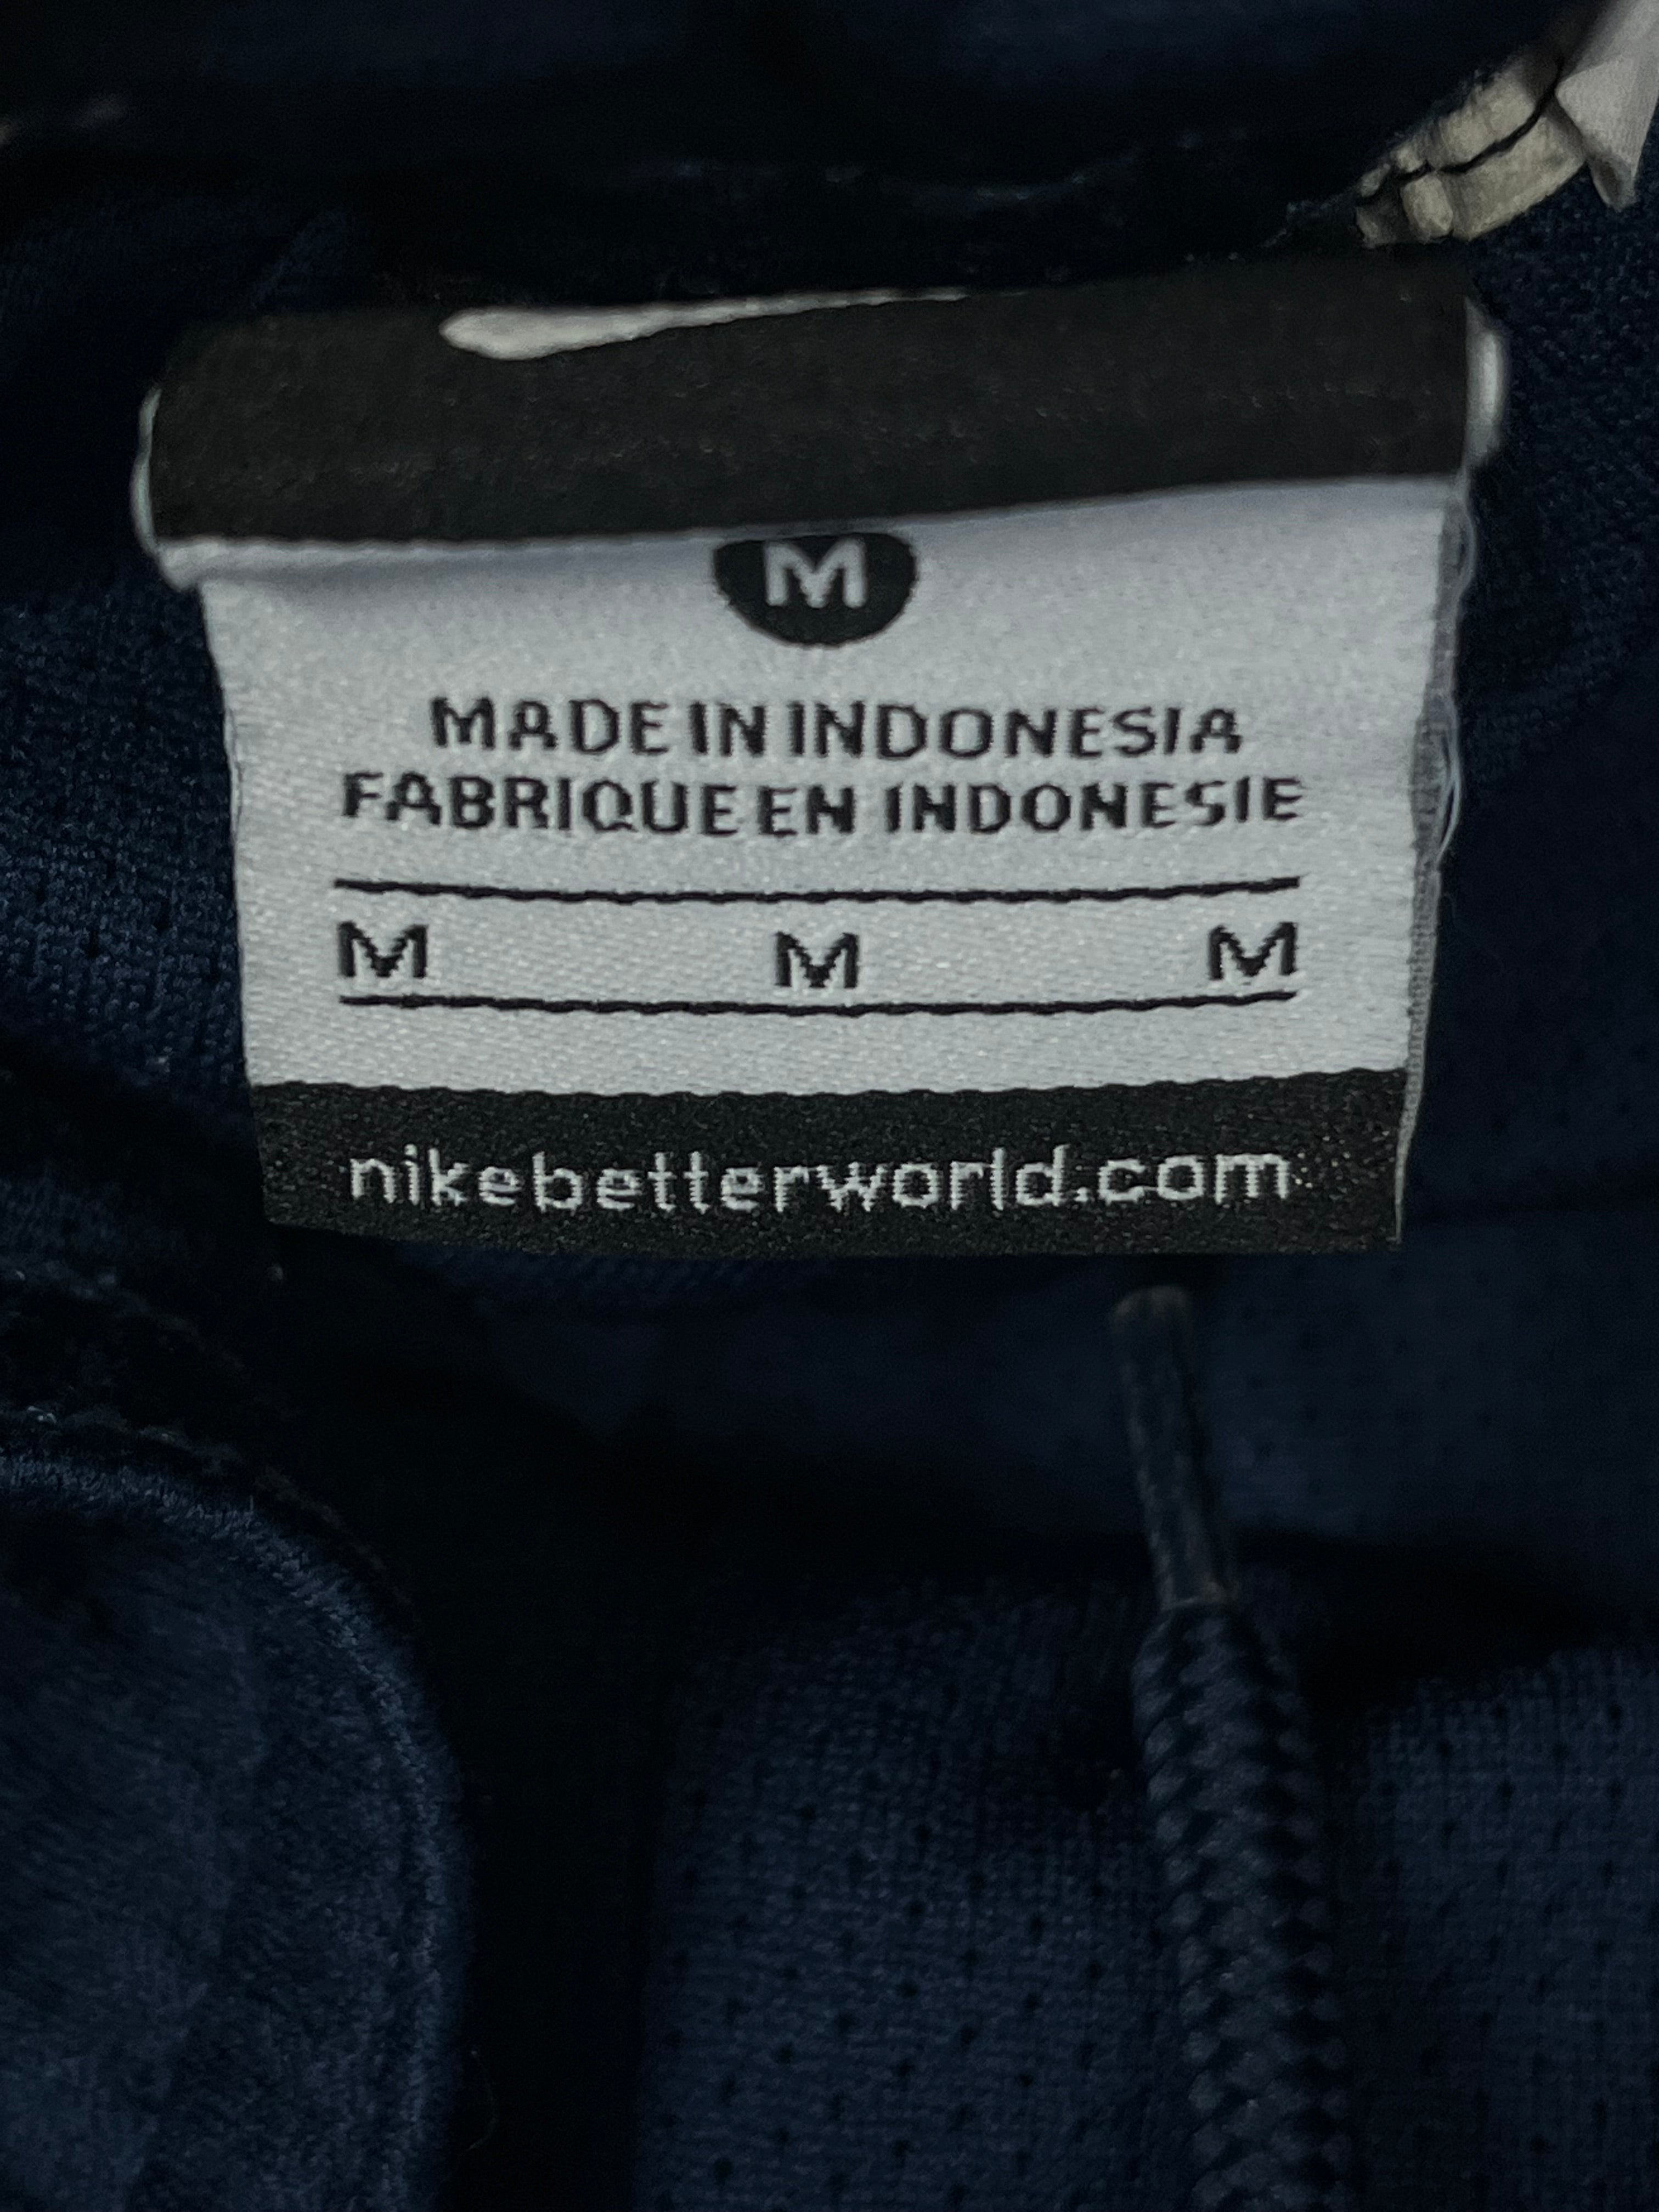 M
MADE IN INDONESIA
FABRIQUE EN INDONESIE
M M M
nikebetterworld.com